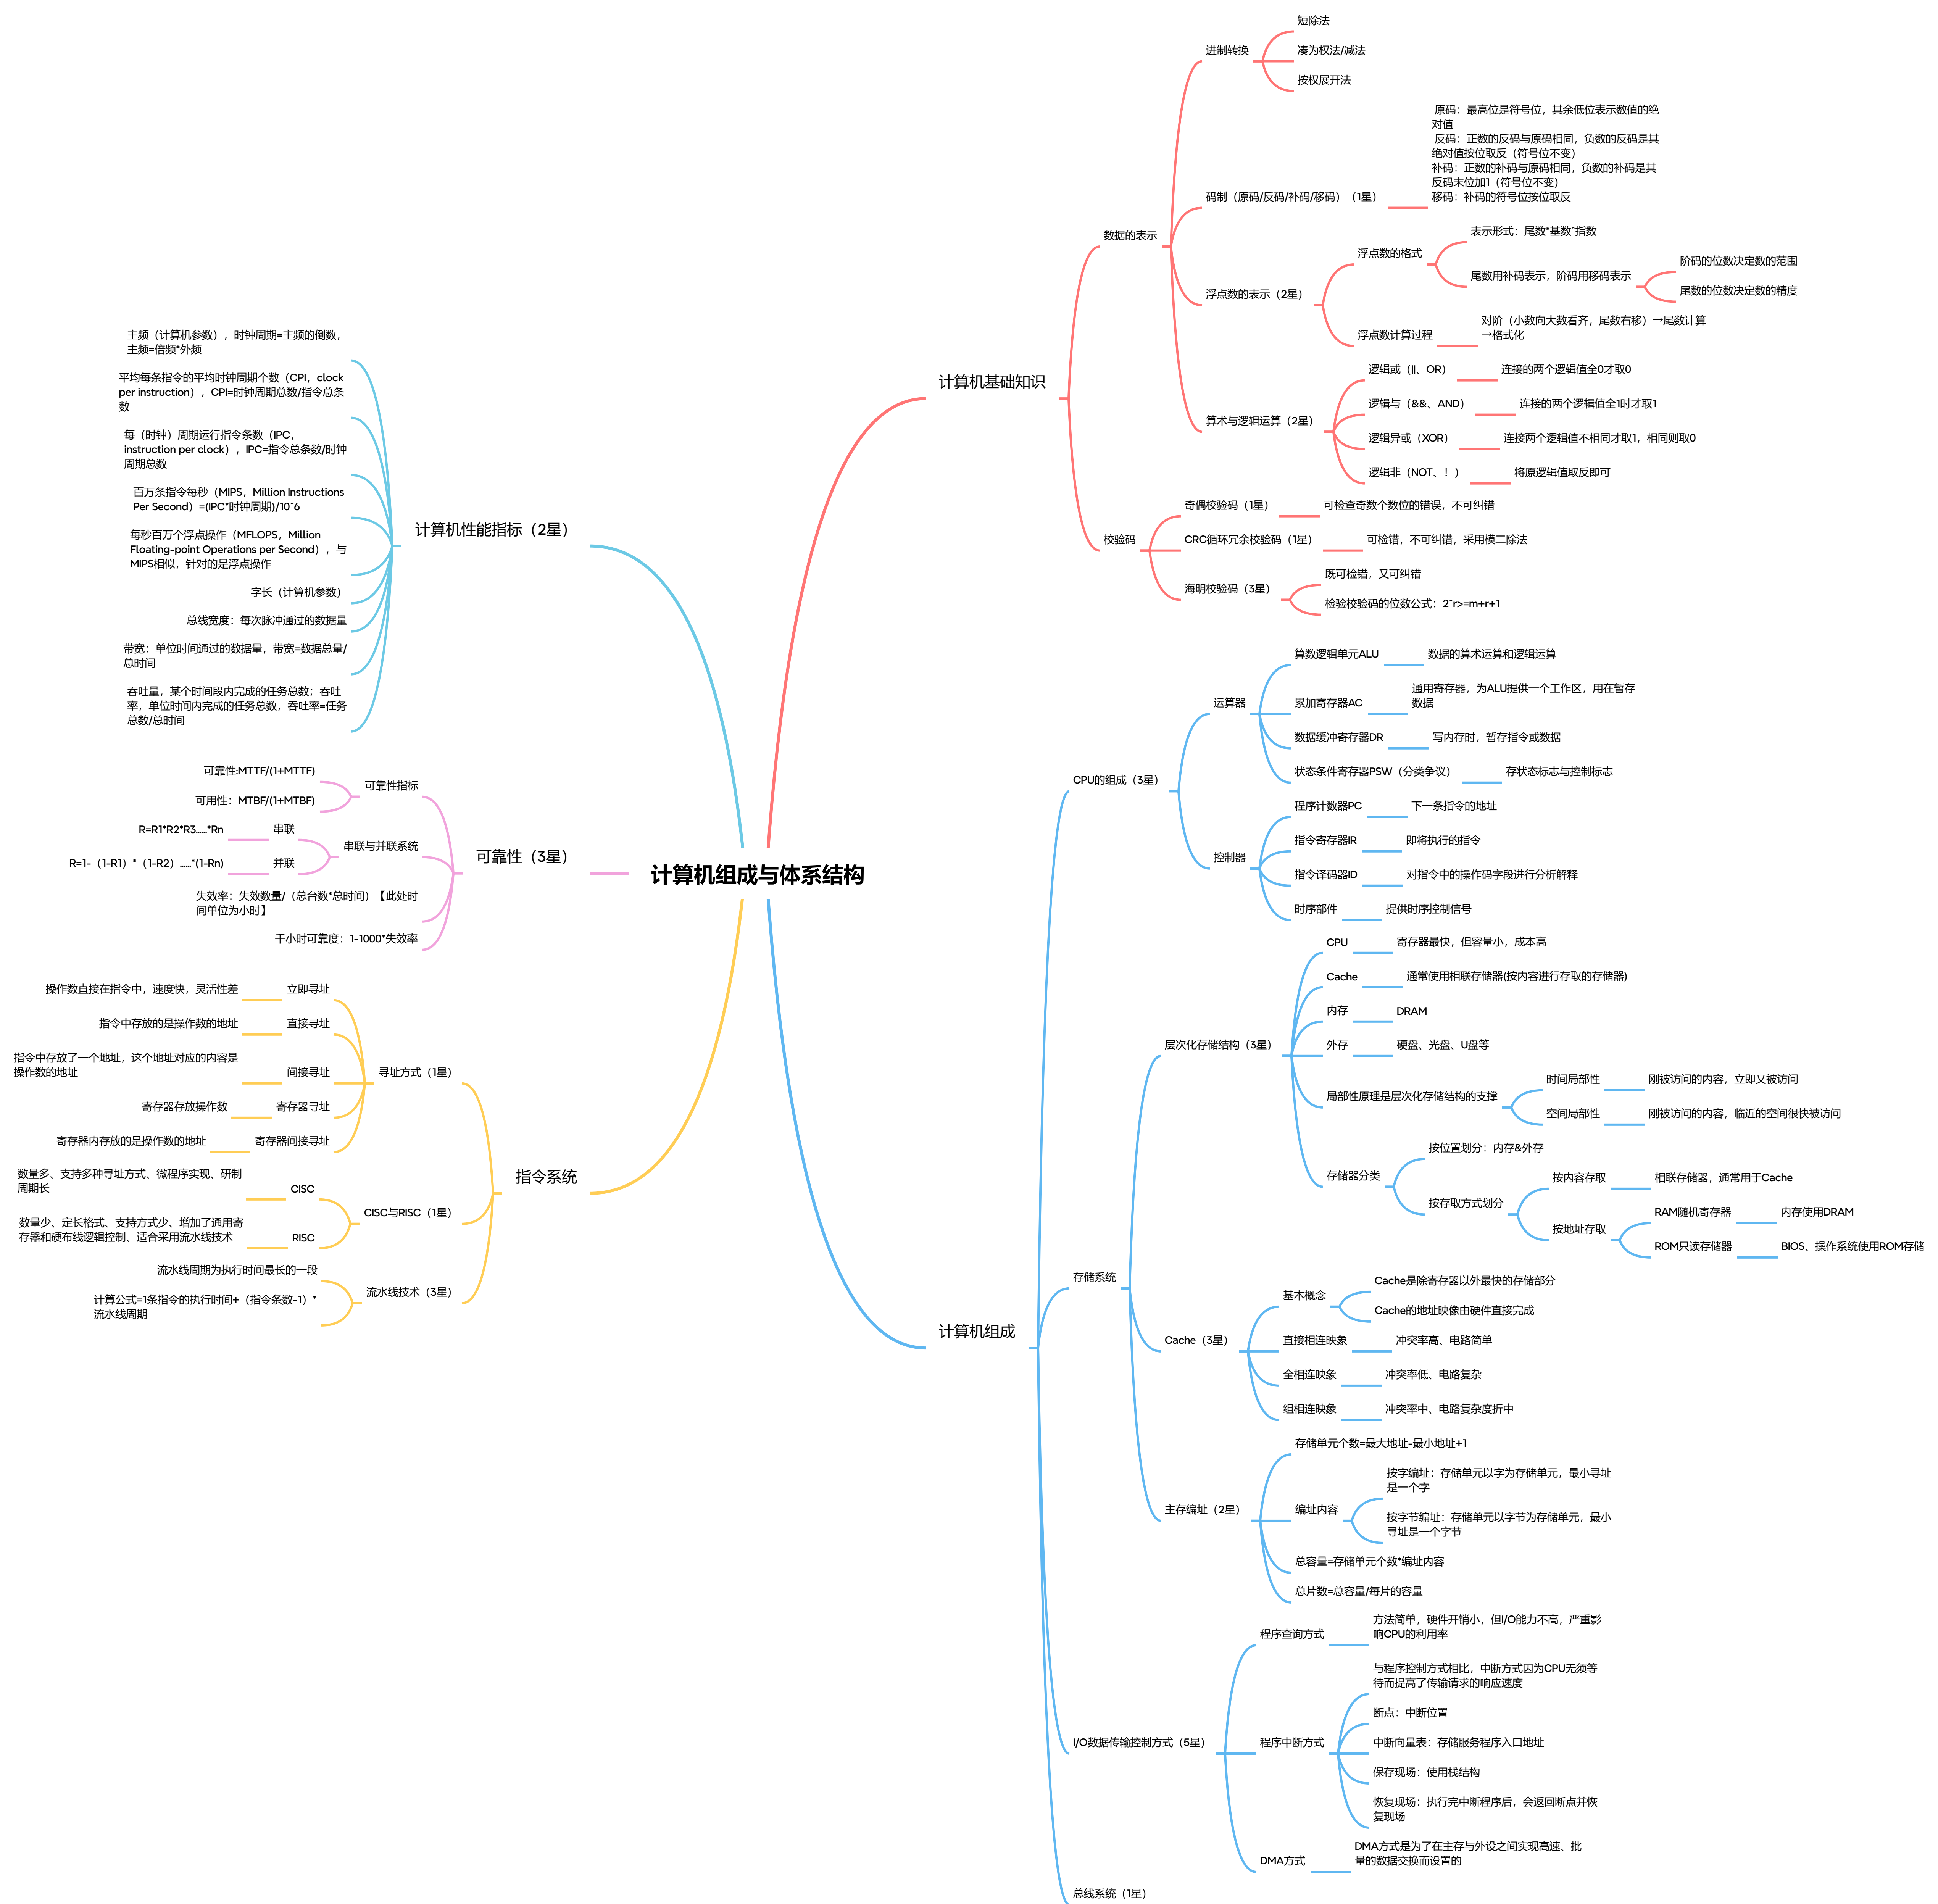 计算机组成与体系结构
计算机基础知识
数据的表示
进制转换
短除法
凑为权法/减法
按权展开法
码制（原码/反码/补码/移码）（1星）
原码：最高位是符号位，其余低位表示数值的绝
对值
反码：正数的反码与原码相同，负数的反码是其
绝对值按位取反（符号位不变）
补码：正数的补码与原码相同，负数的补码是其
反码末位加1（符号位不变）
移码：补码的符号位按位取反
浮点数的表示（2星）
浮点数的格式
表示形式：尾数*基数^指数
尾数用补码表示，阶码用移码表示
阶码的位数决定数的范围
尾数的位数决定数的精度
浮点数计算过程
对阶（小数向大数看齐，尾数右移）→尾数计算
→格式化
算术与逻辑运算（2星）
逻辑或（||、OR）
连接的两个逻辑值全0才取0
逻辑与（&&、AND）
连接的两个逻辑值全1时才取1
逻辑异或（XOR）
连接两个逻辑值不相同才取1，相同则取0
逻辑非（NOT、！）
将原逻辑值取反即可
校验码
奇偶校验码（1星）
可检查奇数个数位的错误，不可纠错
CRC循环冗余校验码（1星）
可检错，不可纠错，采用模二除法
海明校验码（3星）
既可检错，又可纠错
检验校验码的位数公式：2^r>=m+r+1
计算机组成
CPU的组成（3星）
运算器
算数逻辑单元ALU
数据的算术运算和逻辑运算
累加寄存器AC
通用寄存器，为ALU提供一个工作区，用在暂存
数据
数据缓冲寄存器DR
写内存时，暂存指令或数据
状态条件寄存器PSW（分类争议）
存状态标志与控制标志
控制器
程序计数器PC
下一条指令的地址
指令寄存器IR
即将执行的指令
指令译码器ID
对指令中的操作码字段进行分析解释
时序部件
提供时序控制信号
存储系统
层次化存储结构（3星）
CPU
寄存器最快，但容量小，成本高
Cache
通常使用相联存储器(按内容进行存取的存储器)
内存
DRAM
外存
硬盘、光盘、U盘等
局部性原理是层次化存储结构的支撑
时间局部性
刚被访问的内容，立即又被访问
空间局部性
刚被访问的内容，临近的空间很快被访问
存储器分类
按位置划分：内存&外存
按存取方式划分
按内容存取
相联存储器，通常用于Cache
按地址存取
RAM随机寄存器
内存使用DRAM
ROM只读存储器
BIOS、操作系统使用ROM存储
Cache（3星）
基本概念
Cache是除寄存器以外最快的存储部分
Cache的地址映像由硬件直接完成
直接相连映象
冲突率高、电路简单
全相连映象
冲突率低、电路复杂
组相连映象
冲突率中、电路复杂度折中
主存编址（2星）
存储单元个数=最大地址-最小地址+1
编址内容
按字编址：存储单元以字为存储单元，最小寻址
是一个字
按字节编址：存储单元以字节为存储单元，最小
寻址是一个字节
总容量=存储单元个数*编址内容
总片数=总容量/每片的容量
I/O数据传输控制方式（5星）
程序查询方式
方法简单，硬件开销小，但I/O能力不高，严重影
响CPU的利用率
程序中断方式
与程序控制方式相比，中断方式因为CPU无须等
待而提高了传输请求的响应速度
断点：中断位置
中断向量表：存储服务程序入口地址
保存现场：使用栈结构
恢复现场：执行完中断程序后，会返回断点并恢
复现场
DMA方式
DMA方式是为了在主存与外设之间实现高速、批
量的数据交换而设置的
总线系统（1星）
计算机性能指标（2星）
主频（计算机参数），时钟周期=主频的倒数，
主频=倍频*外频
平均每条指令的平均时钟周期个数（CPI，clock
per instruction），CPI=时钟周期总数/指令总条
数
每（时钟）周期运行指令条数（IPC，
instruction per clock），IPC=指令总条数/时钟
周期总数
百万条指令每秒（MIPS，Million Instructions
Per Second）=(IPC*时钟周期)/10^6
每秒百万个浮点操作（MFLOPS，Million
Floating-point Operations per Second），与
MIPS相似，针对的是浮点操作
字长（计算机参数）
总线宽度：每次脉冲通过的数据量
带宽：单位时间通过的数据量，带宽=数据总量/
总时间
吞吐量，某个时间段内完成的任务总数；吞吐
率，单位时间内完成的任务总数，吞吐率=任务
总数/总时间
可靠性（3星）
可靠性指标
可靠性:MTTF/(1+MTTF)
可用性：MTBF/(1+MTBF)
串联与并联系统
串联
R=R1*R2*R3……*Rn
并联
R=1-（1-R1）*（1-R2）……*(1-Rn)
失效率：失效数量/（总台数*总时间）【此处时
间单位为小时】
千小时可靠度：1-1000*失效率
指令系统
寻址方式（1星）
立即寻址
操作数直接在指令中，速度快，灵活性差
直接寻址
指令中存放的是操作数的地址
间接寻址
指令中存放了一个地址，这个地址对应的内容是
操作数的地址
寄存器寻址
寄存器存放操作数
寄存器间接寻址
寄存器内存放的是操作数的地址
CISC与RISC（1星）
CISC
数量多、支持多种寻址方式、微程序实现、研制
周期长
RISC
数量少、定长格式、支持方式少、增加了通用寄
存器和硬布线逻辑控制、适合采用流水线技术
流水线技术（3星）
流水线周期为执行时间最长的一段
计算公式=1条指令的执行时间+（指令条数-1）*
流水线周期